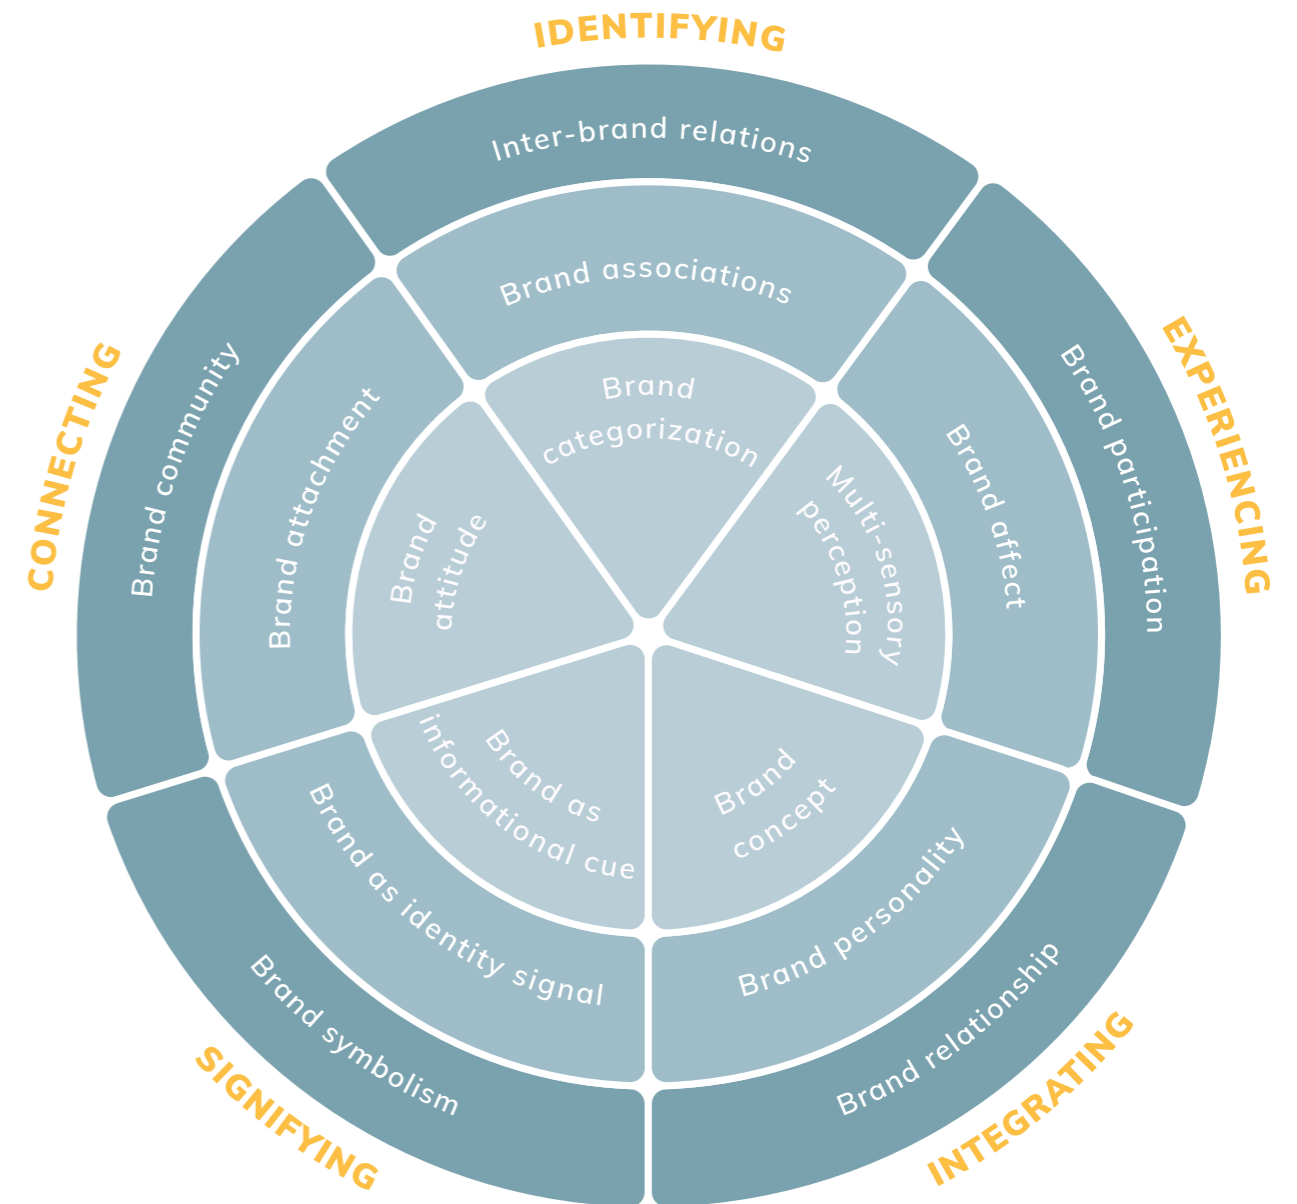 IDENTIFYING
Inter-brand relations
Brand associations
Brand
categorization
EXPERIENCING
Brand participation
Brand affect
Multi-sensory
perception
INTEGRATING
Brand relationship
Brand personality
Brand
concept
SIGNIFYING
Brand symbolism
Brand as identity signal
Brand as
informational cue
CONNECTING
Brand community
Brand attachment
Brand
attitude